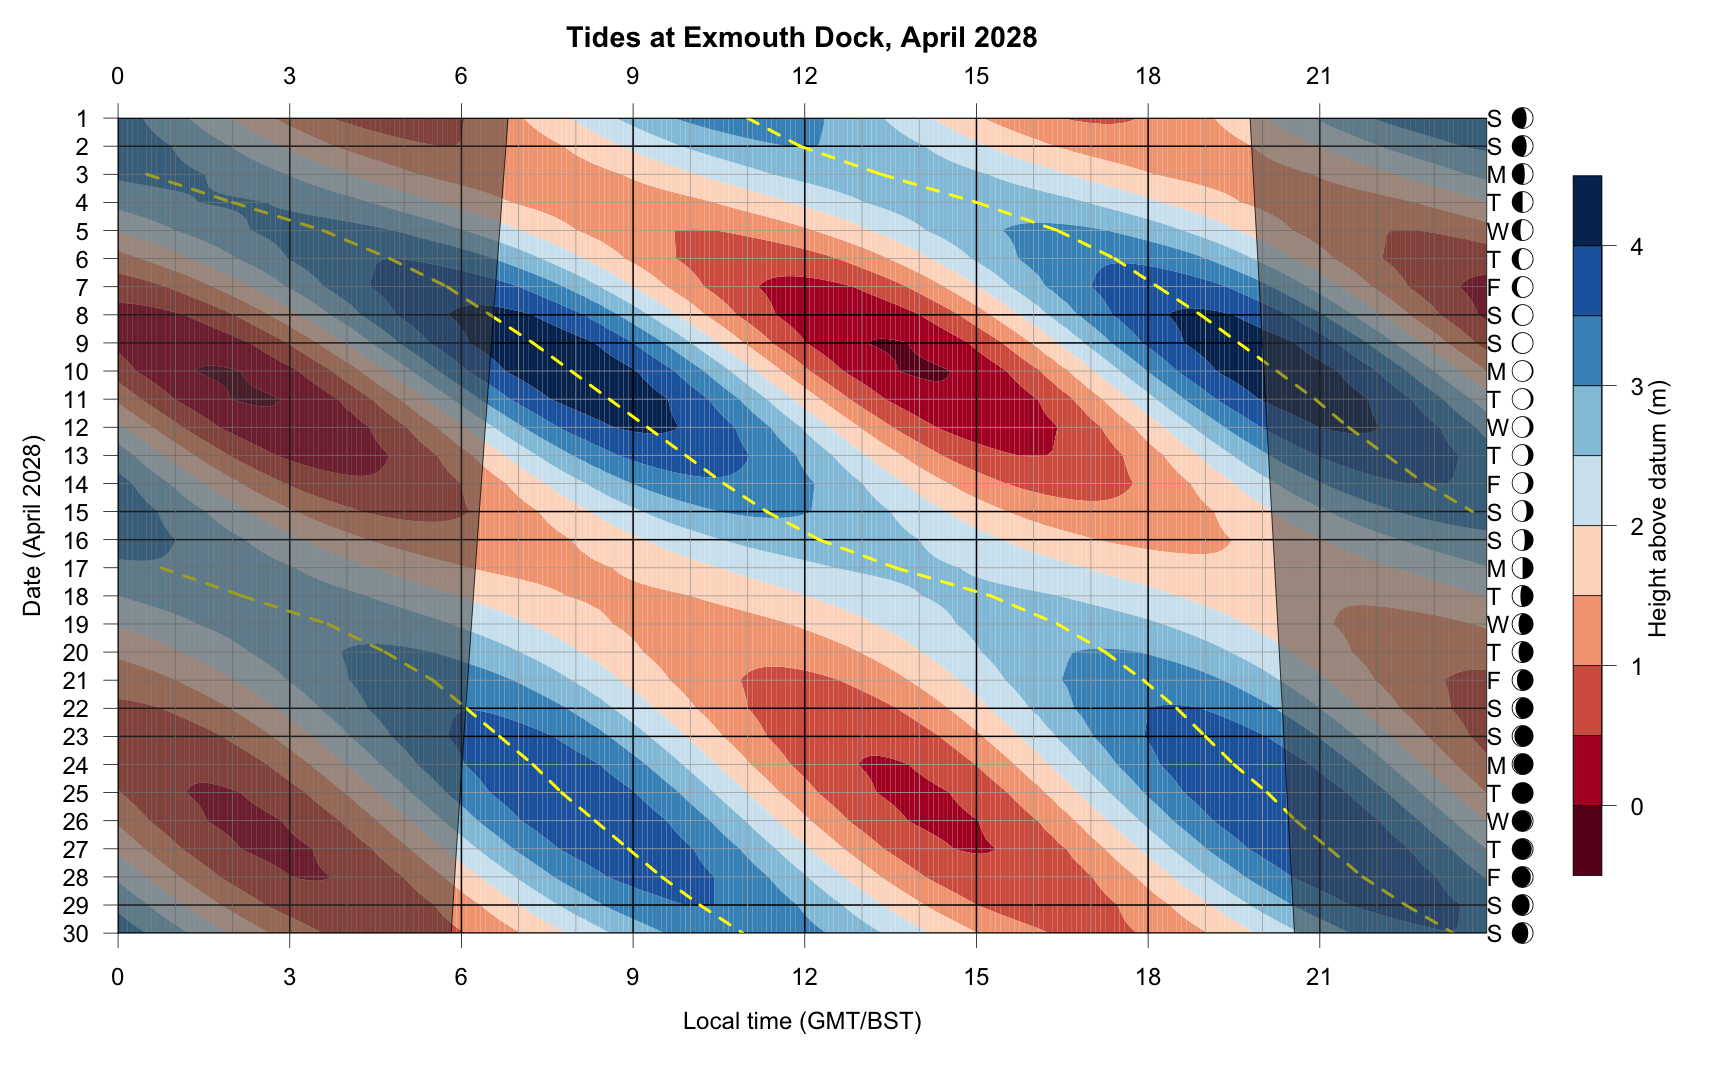 Tides at Exmouth Dock, April 2028
0 3 6 9 12 15 18 21
1 S
2 S
3 M
4 T
5 W
6 T
7 F
8 S
9 S
10 M
11 T
12 W
13 T
14 F
15 S
16 S
17 M
18 T
19 W
20 T
21 F
22 S
23 S
24 M
25 T
26 W
27 T
28 F
29 S
30 S
0 3 6 9 12 15 18 21
Local time (GMT/BST)
Date (April 2028)
4
3
2
1
0
Height above datum (m)